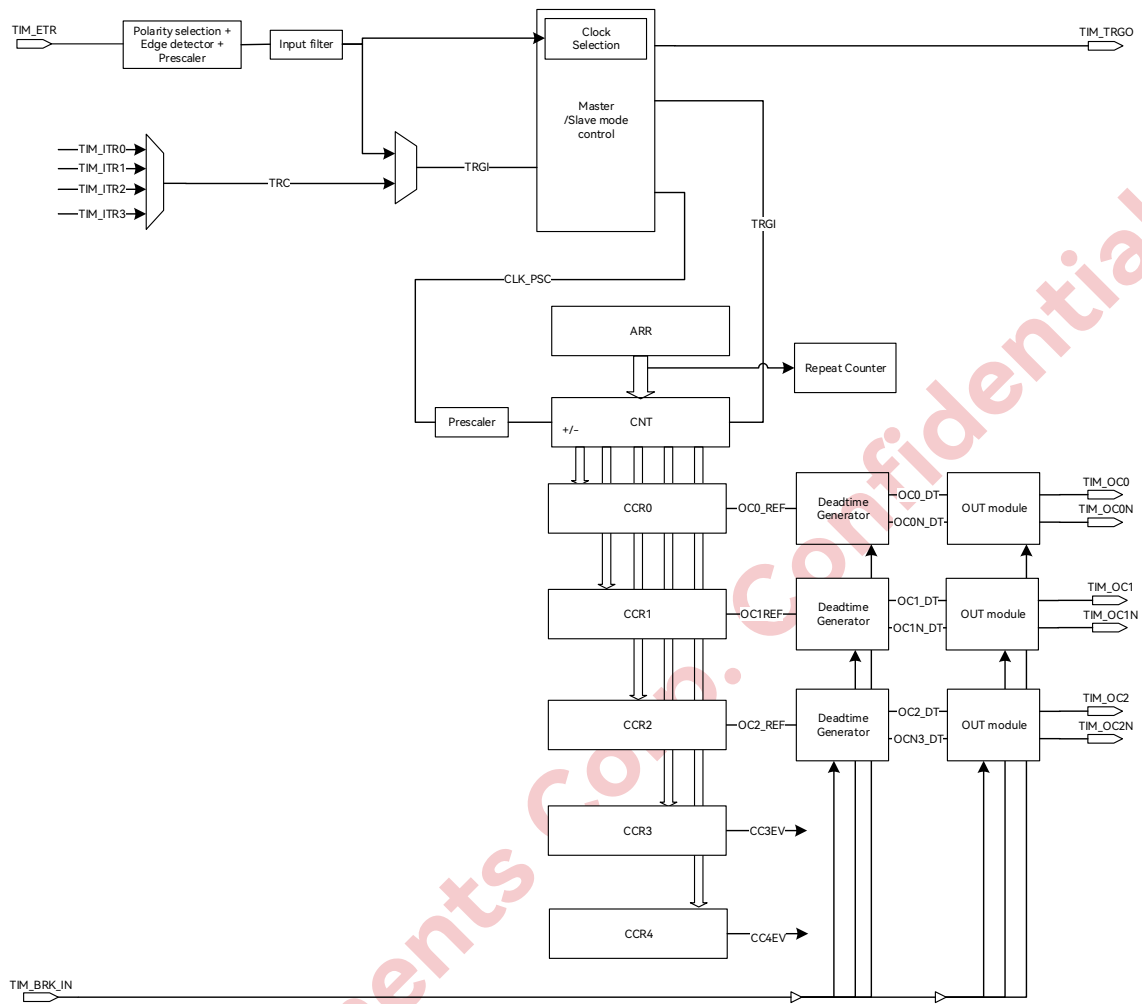 TIM_ETR
Polarity selection +
Edge detector +
Prescaler
Input filter
Clock
Selection
TIM_TRGO
Master
/Slave mode
control
TIM_ITR0
TIM_ITR1
TIM_ITR2
TIM_ITR3
TRC
TRGI
TRGI
CLK_PSC
ARR
Repeat Counter
Prescaler
CNT
+/-
CCR0
OC0_REF
Deadtime
Generator
OC0_DT
OC0N_DT
OUT module
TIM_OC0
TIM_OC0N
CCR1
OC1REF
Deadtime
Generator
OC1_DT
OC1N_DT
OUT module
TIM_OC1
TIM_OC1N
CCR2
OC2_REF
Deadtime
Generator
OC2_DT
OCN3_DT
OUT module
TIM_OC2
TIM_OC2N
CCR3
CC3EV
CCR4
CC4EV
TIM_BRK_IN
ents Corp. Confidential